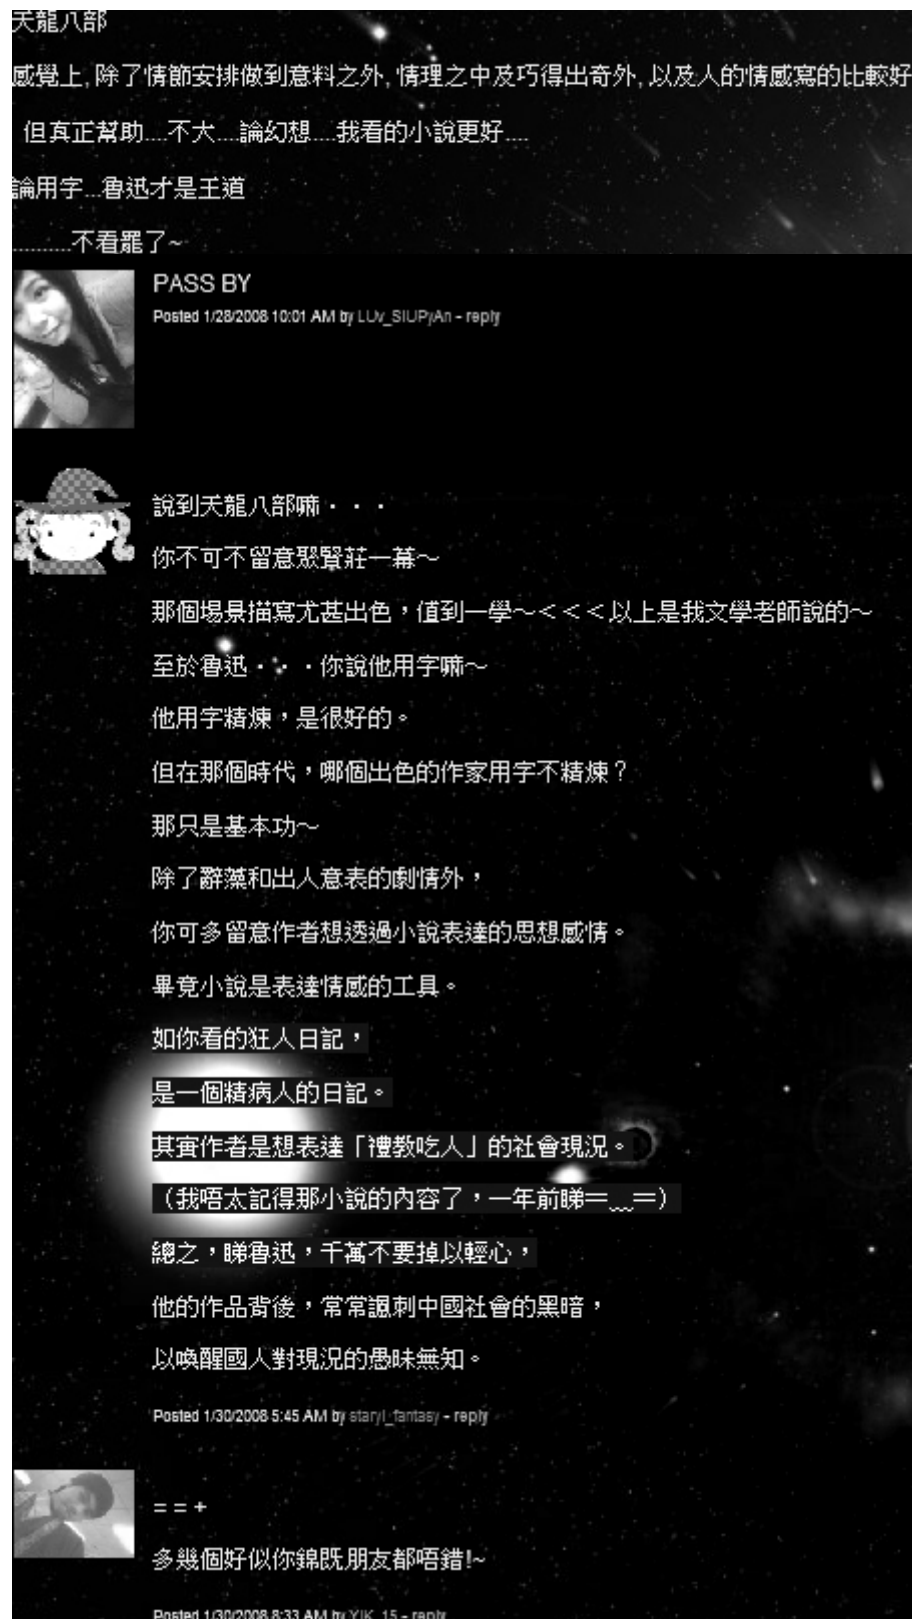 天龍八部
感覺上, 除了情節安排做到意料之外, 情理之中及巧得出奇外, 以及人的情感寫的比較好
但真正幫助....不大....論幻想....我看的小說更好....
論用字...魯迅才是王道
...........不看罷了~
PASS BY
Posted 1/28/2008 10:01 AM by LUv_SIUPyAn - reply
說到天龍八部嘛．．．
你不可不留意聚賢莊一幕～
那個場景描寫尤甚出色，值到一學～＜＜＜以上是我文學老師說的～
至於魯迅．．．你說他用字嘛～
他用字精煉，是很好的。
但在那個時代，哪個出色的作家用字不精煉？
那只是基本功～
除了辭藻和出人意表的劇情外，
你可多留意作者想透過小說表達的思想感情。
畢竟小說是表達情感的工具。
如你看的狂人日記，
是一個精病人的日記。
其實作者是想表達「禮教吃人」的社會現況。
（我唔太記得那小說的內容了，一年前睇＝﹏＝）
總之，睇魯迅，千萬不要掉以輕心，
他的作品背後，常常諷刺中國社會的黑暗，
以喚醒國人對現況的愚昧無知。
Posted 1/30/2008 5:45 AM by staryl_fantasy - reply
= = +
多幾個好似你錦既朋友都唔錯!~
Posted 1/30/2008 8:33 AM by YIK_15 - reply